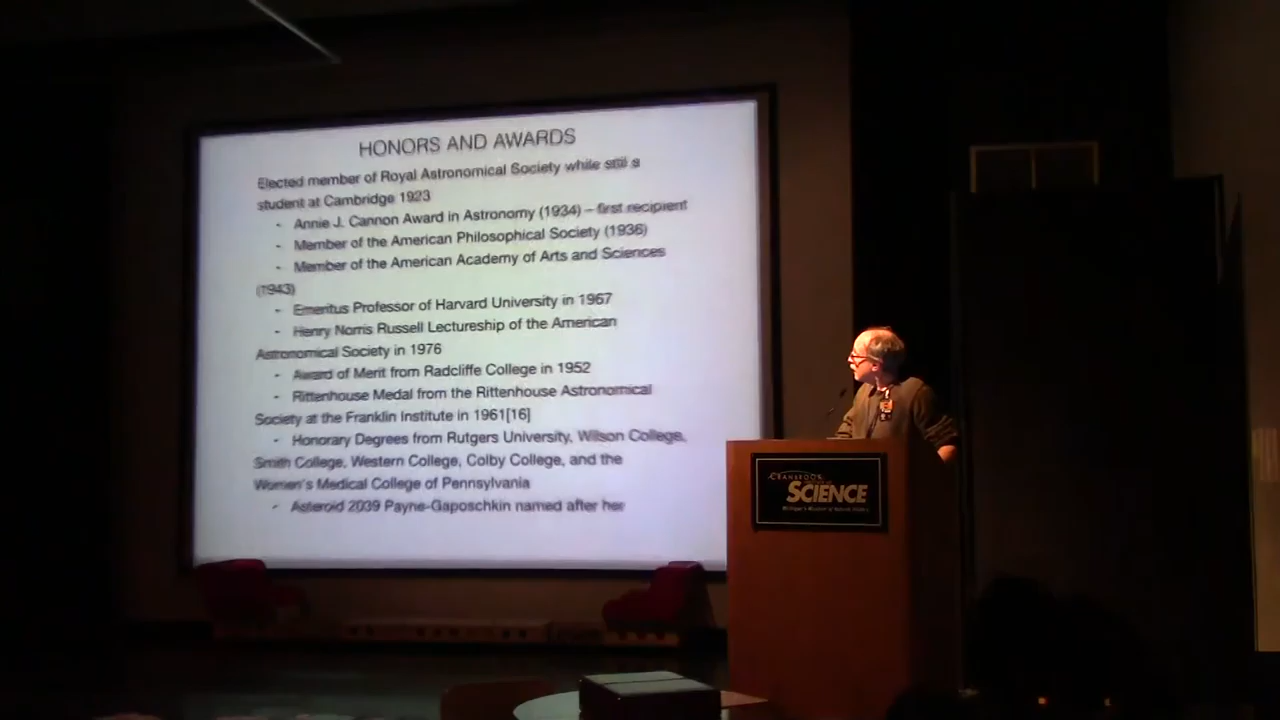 HONORS AND AWARDS
Elected member of Royal Astronomical Society while still a
student at Cambridge 1923
- Annie J. Cannon Award in Astronomy (1934) – first recipient
- Member of the American Philosophical Society (1936)
- Member of the American Academy of Arts and Sciences
(1943)
- Emeritus Professor of Harvard University in 1967
- Henry Norris Russell Lectureship of the American
Astronomical Society in 1976
- Award of Merit from Radcliffe College in 1952
- Rittenhouse Medal from the Rittenhouse Astronomical
Society at the Franklin Institute in 1961[16]
- Honorary Degrees from Rutgers University, Wilson College,
Smith College, Western College, Colby College, and the
Women's Medical College of Pennsylvania
- Asteroid 2039 Payne-Gaposchkin named after her
CRANBROOK
SCIENCE
Michigan's Museum of Natural History